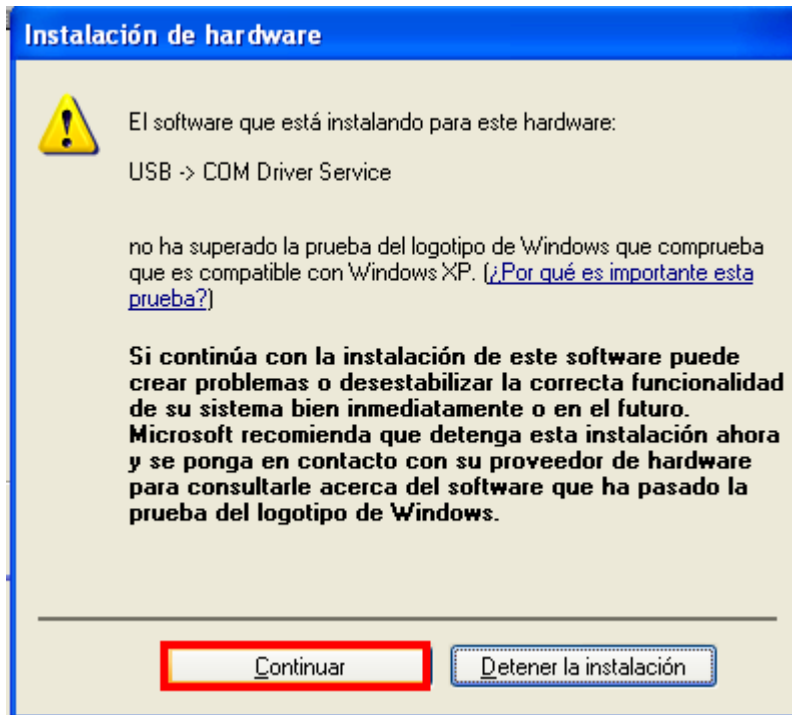 Instalación de hardware
El software que está instalando para este hardware:
USB -> COM Driver Service
no ha superado la prueba del logotipo de Windows que comprueba
que es compatible con Windows XP. (¿Por qué es importante esta
prueba?)
Si continúa con la instalación de este software puede
crear problemas o desestabilizar la correcta funcionalidad
de su sistema bien inmediatamente o en el futuro.
Microsoft recomienda que detenga esta instalación ahora
y se ponga en contacto con su proveedor de hardware
para consultarle acerca del software que ha pasado la
prueba del logotipo de Windows.
Continuar Detener la instalación